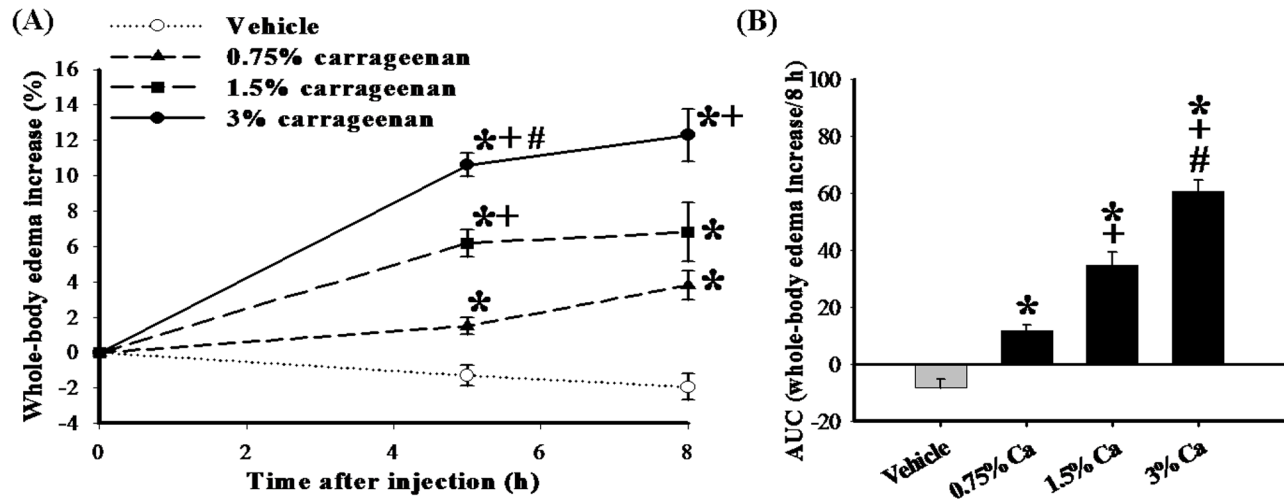 (A)
Vehicle
0.75% carrageenan
1.5% carrageenan
3% carrageenan
Whole-body edema increase (%)
16
14
12
10
8
6
4
2
0
-2
-4
*+#
*+
*+
*
*
*
0 2 4 6 8
Time after injection (h)
(B)
AUC (whole-body edema increase/8 h)
100
80
60
40
20
0
-20
*
*
+
*
+
#
Vehicle
0.75% Ca
1.5% Ca
3% Ca